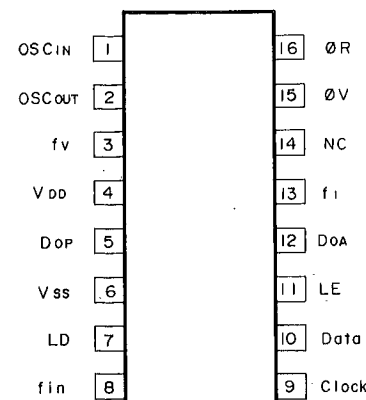 OSCIN 1 16 ØR
OSCOUT 2 15 ØV
fv 3 14 NC
VDD 4 13 f1
DOP 5 12 DOA
VSS 6 11 LE
LD 7 10 Data
fin 8 9 Clock